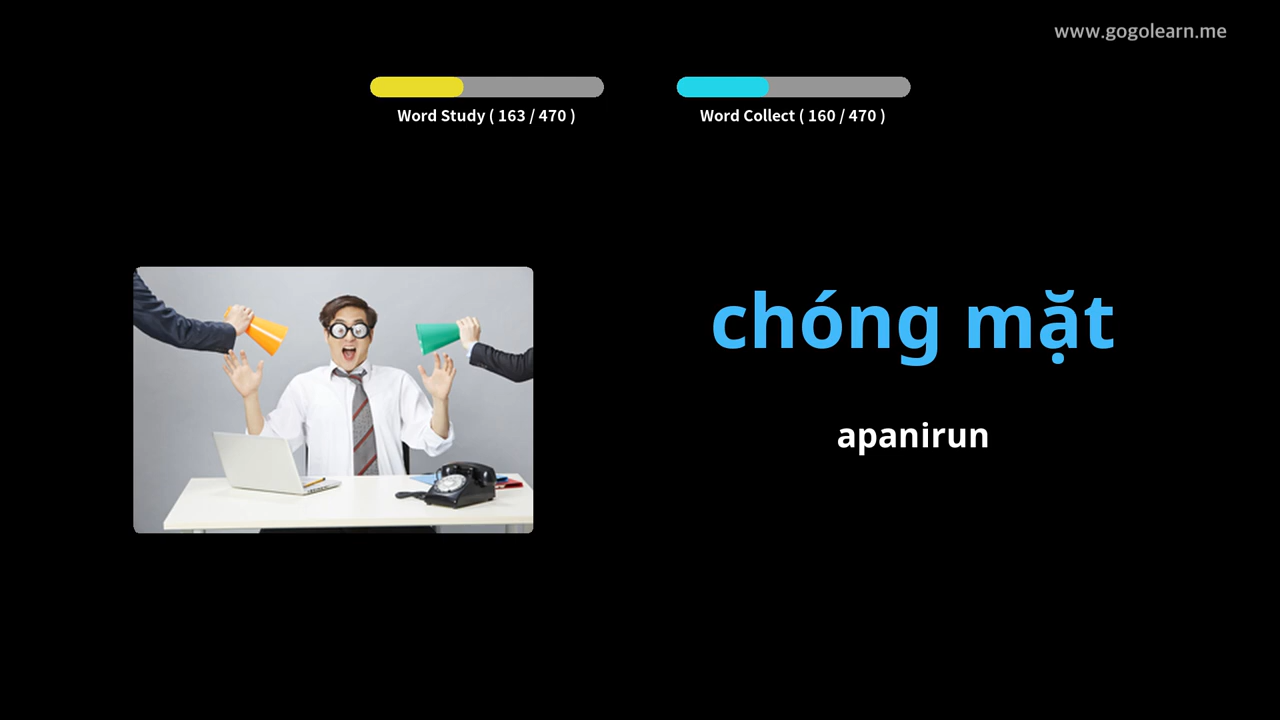 www.gogolearn.me
Word Study ( 163 / 470 )
Word Collect ( 160 / 470 )
chóng mặt
apanirun